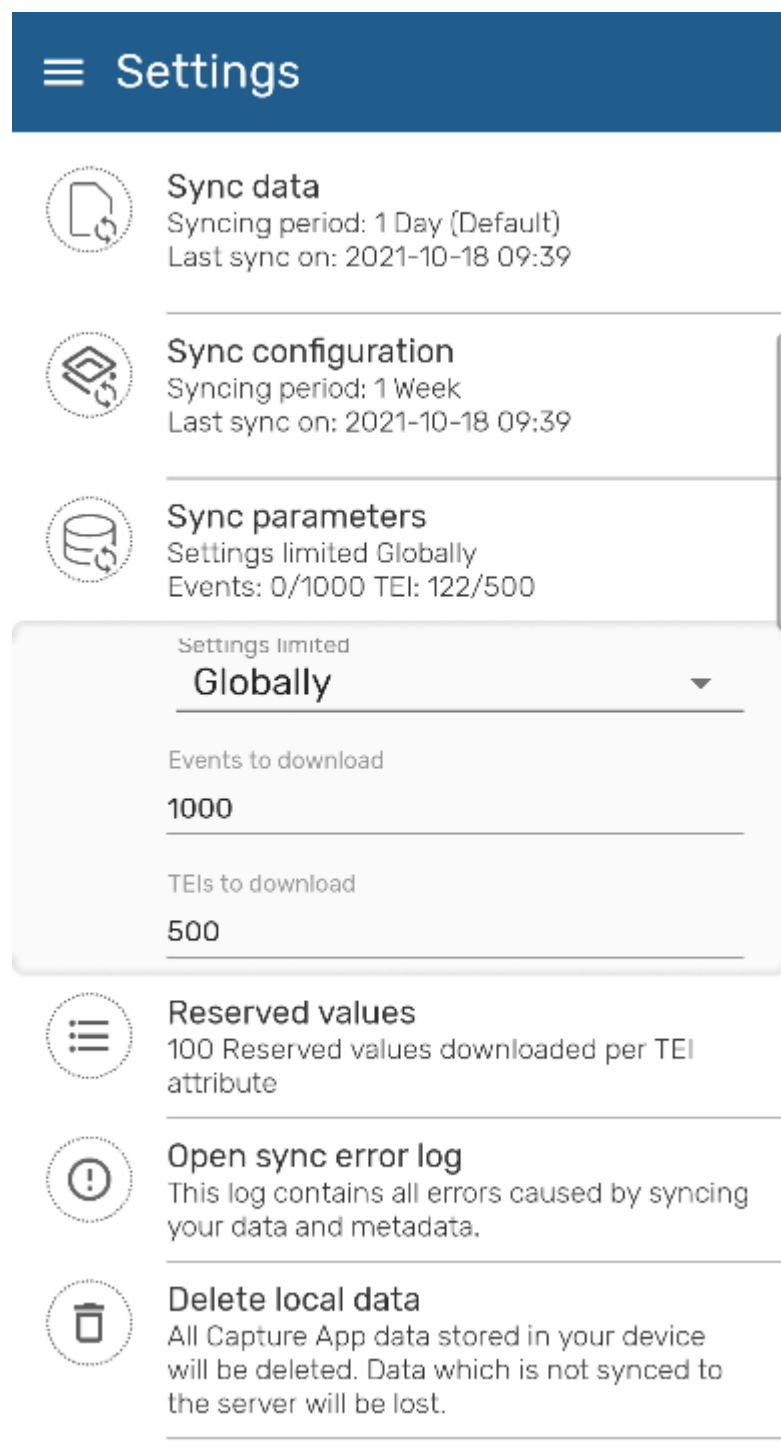 Settings
Sync data
Syncing period: 1 Day (Default)
Last sync on: 2021-10-18 09:39
Sync configuration
Syncing period: 1 Week
Last sync on: 2021-10-18 09:39
Sync parameters
Settings limited Globally
Events: 0/1000 TEI: 122/500
Settings limited
Globally
Events to download
1000
TEIs to download
500
Reserved values
100 Reserved values downloaded per TEI
attribute
Open sync error log
This log contains all errors caused by syncing
your data and metadata.
Delete local data
All Capture App data stored in your device
will be deleted. Data which is not synced to
the server will be lost.